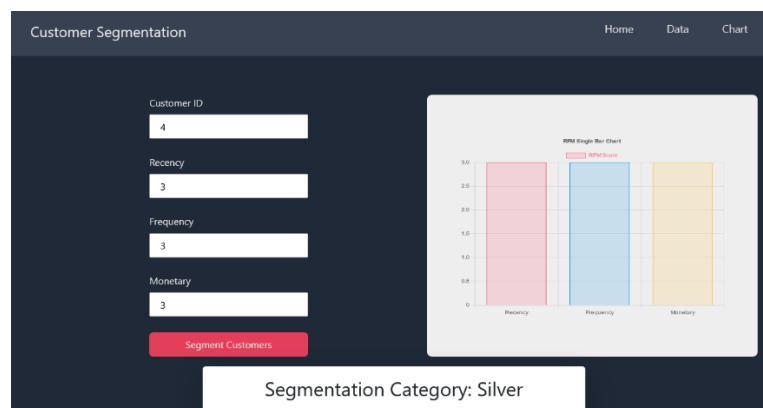 Customer Segmentation
Home Data Chart
Customer ID
4
Recency
3
Frequency
3
Monetary
3
Segment Customers
RFM Single Bar Chart
RFM Score
3.0
2.5
2.0
1.5
1.0
0.5
0
Recency Frequency Monetary
Segmentation Category: Silver